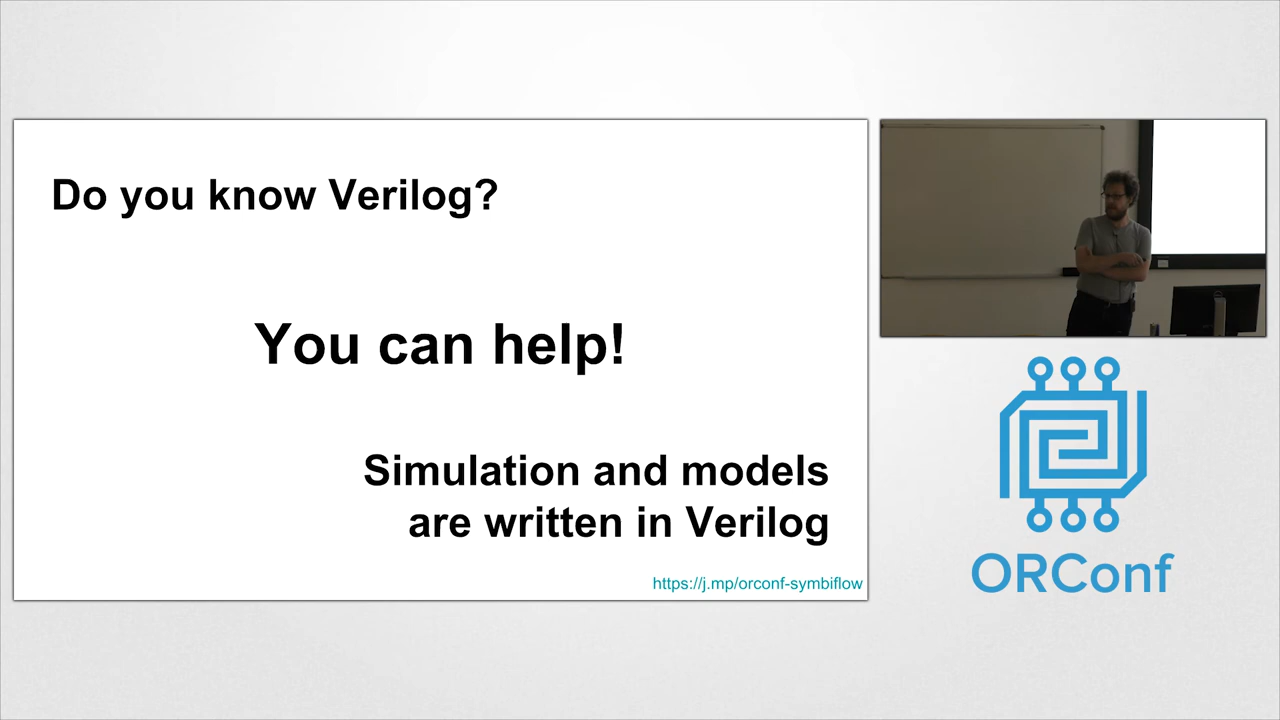 Do you know Verilog?
You can help!
Simulation and models
are written in Verilog
https://j.mp/orconf-symbiflow
ORConf